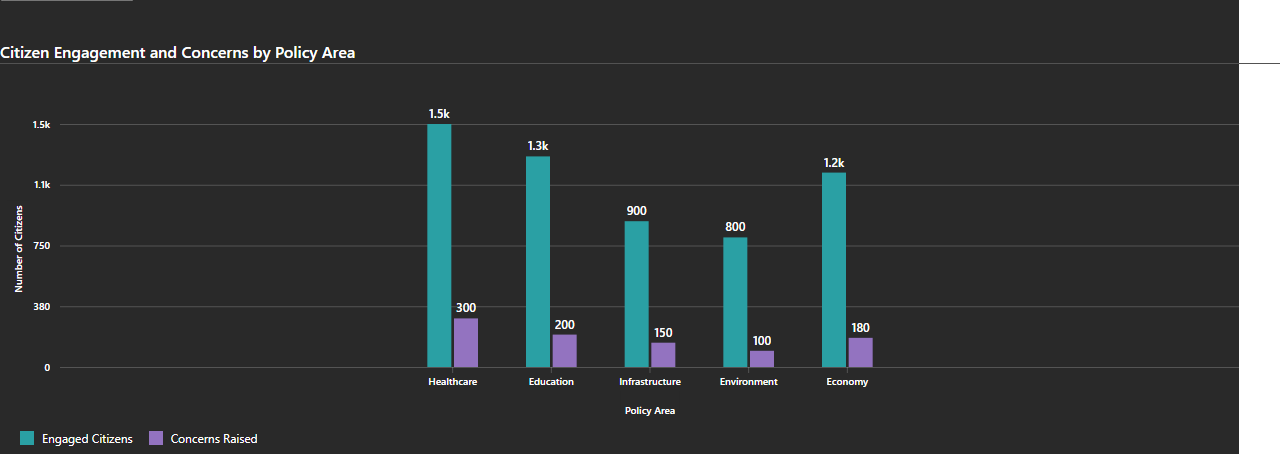 Citizen Engagement and Concerns by Policy Area
1.5k
1.3k
1.2k
900
800
300
200
150
100
180
1.5k
1.1k
750
380
0
Number of Citizens
Healthcare
Education
Infrastructure
Environment
Economy
Policy Area
Engaged Citizens
Concerns Raised